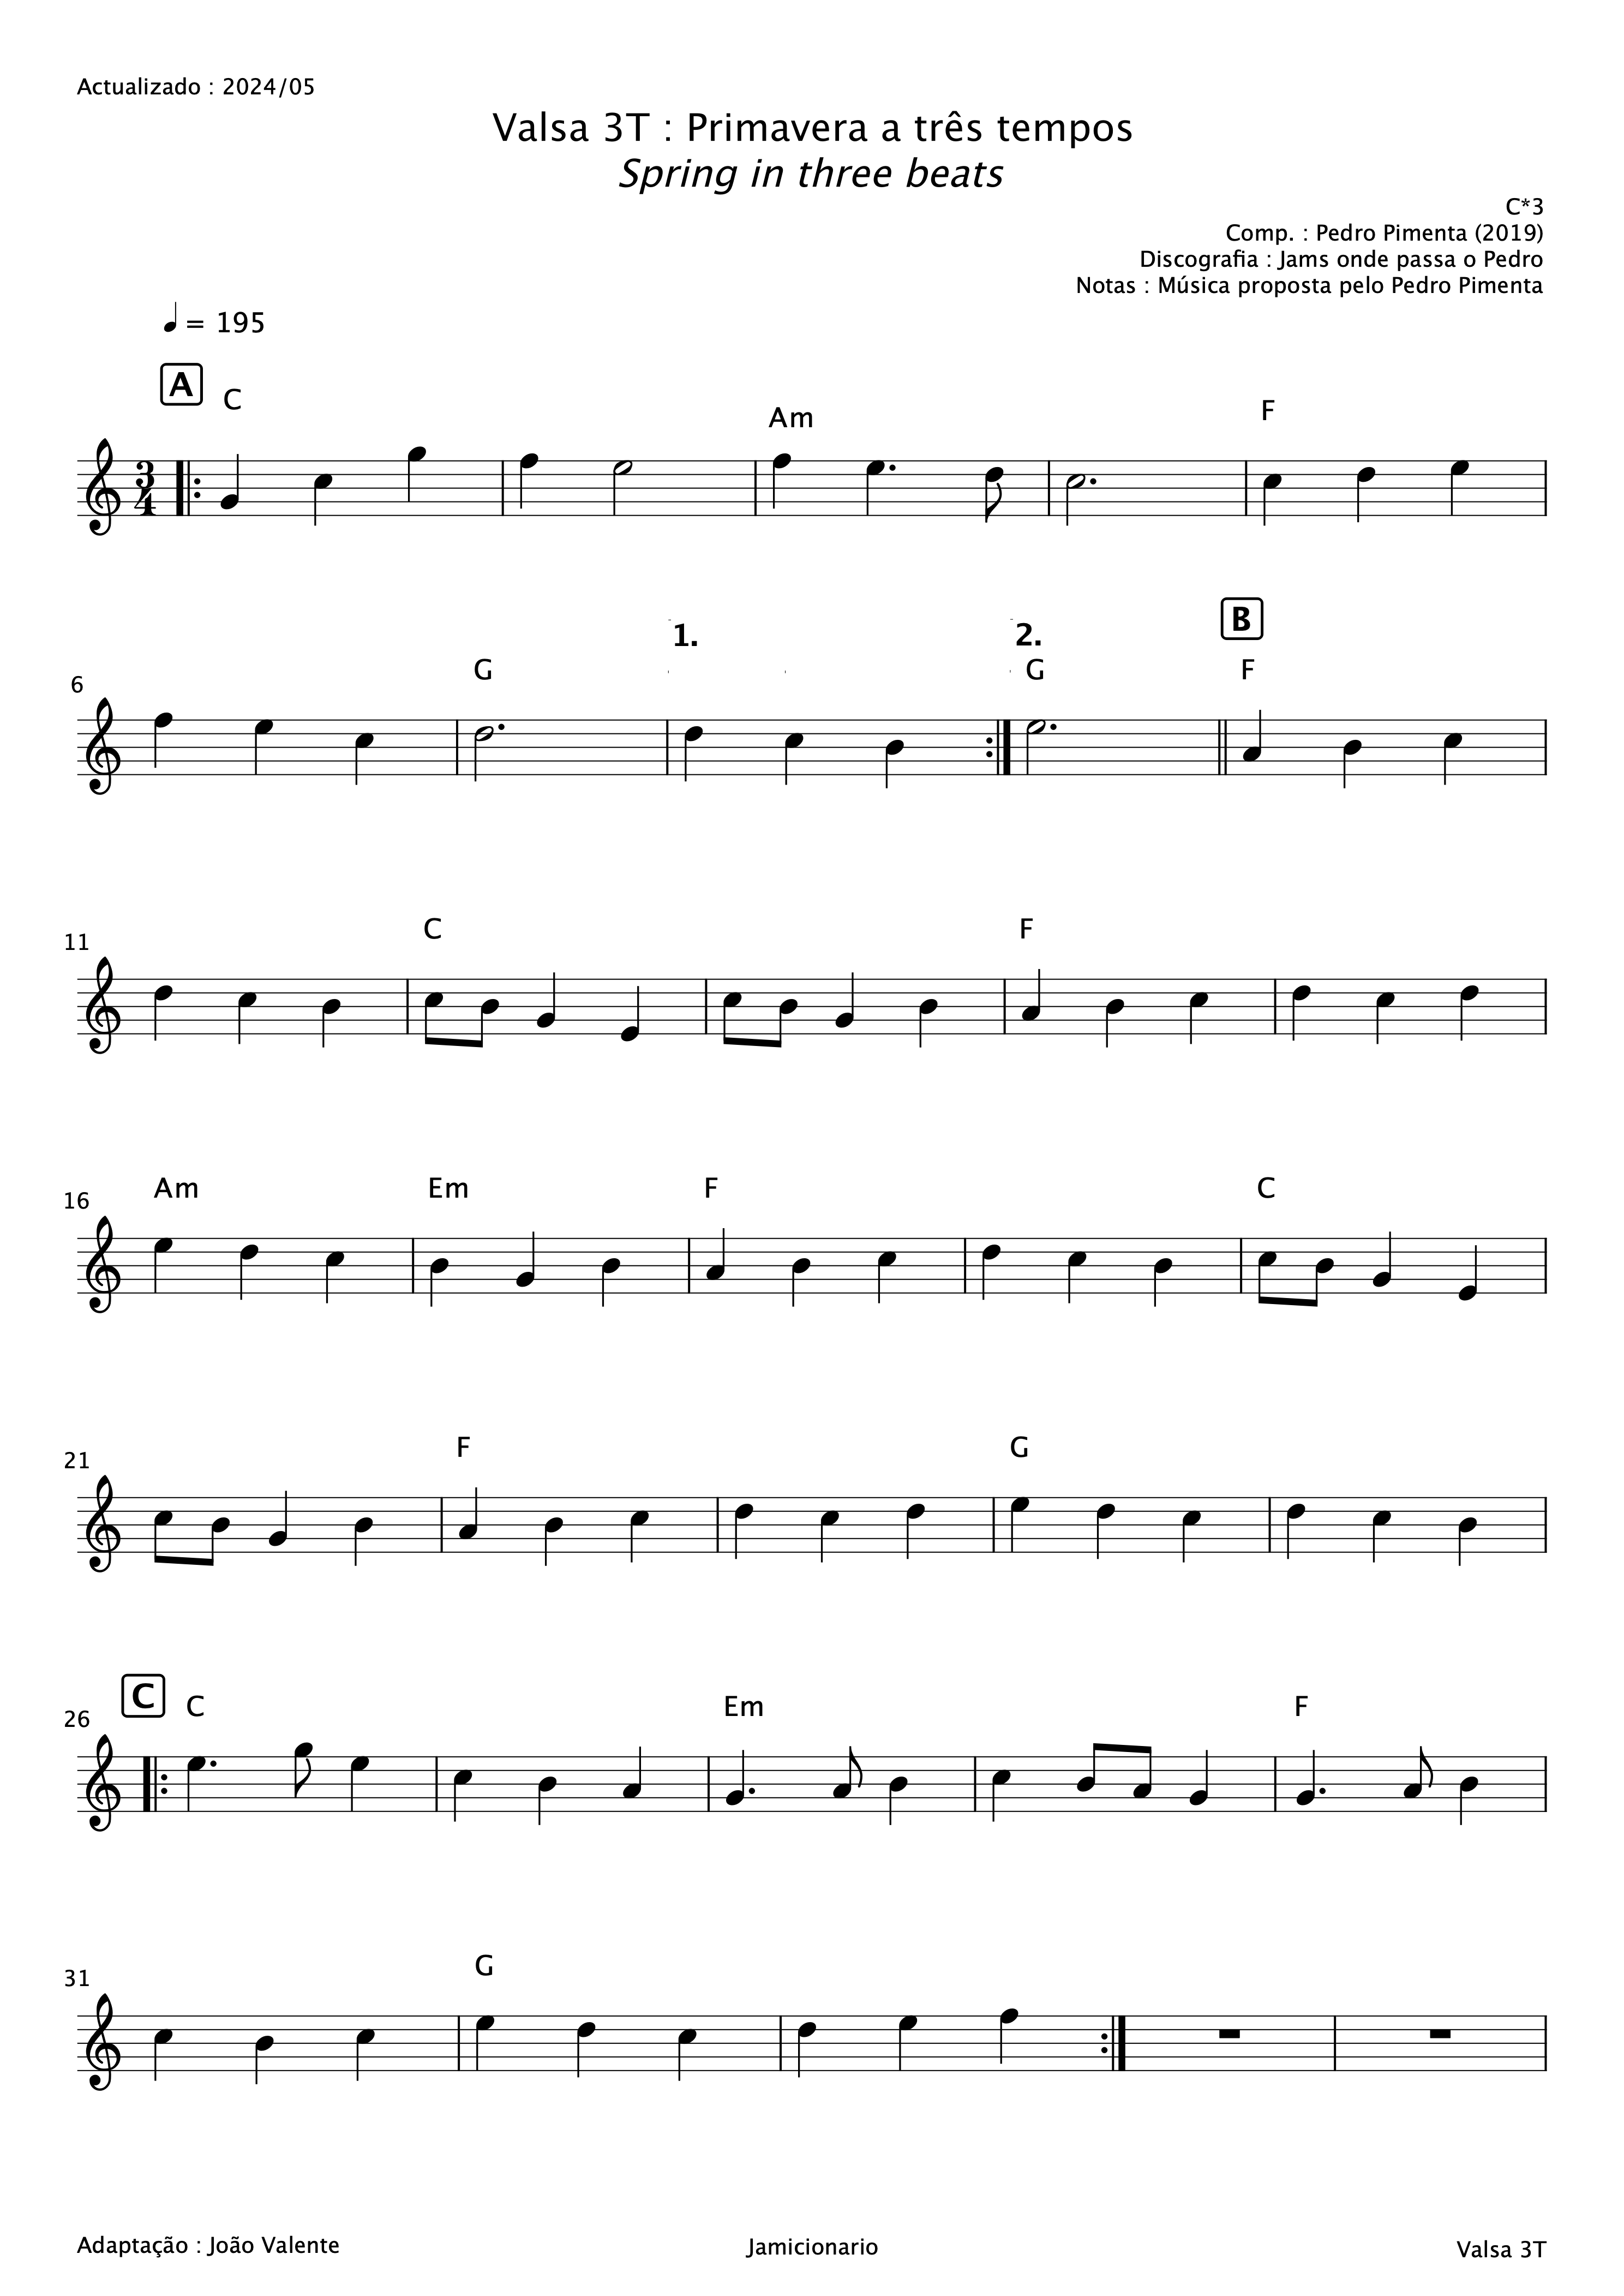 Actualizado : 2024/05
Valsa 3T : Primavera a três tempos
Spring in three beats
C*3
Comp. : Pedro Pimenta (2019)
Discografia : Jams onde passa o Pedro
Notas : Música proposta pelo Pedro Pimenta
= 195
A C Am F
3
4
1. 2. B
6 G G F
11 C F
16 Am Em F C
21 F G
26 C C Em F
31 G
Adaptação : João Valente Jamicionario Valsa 3T